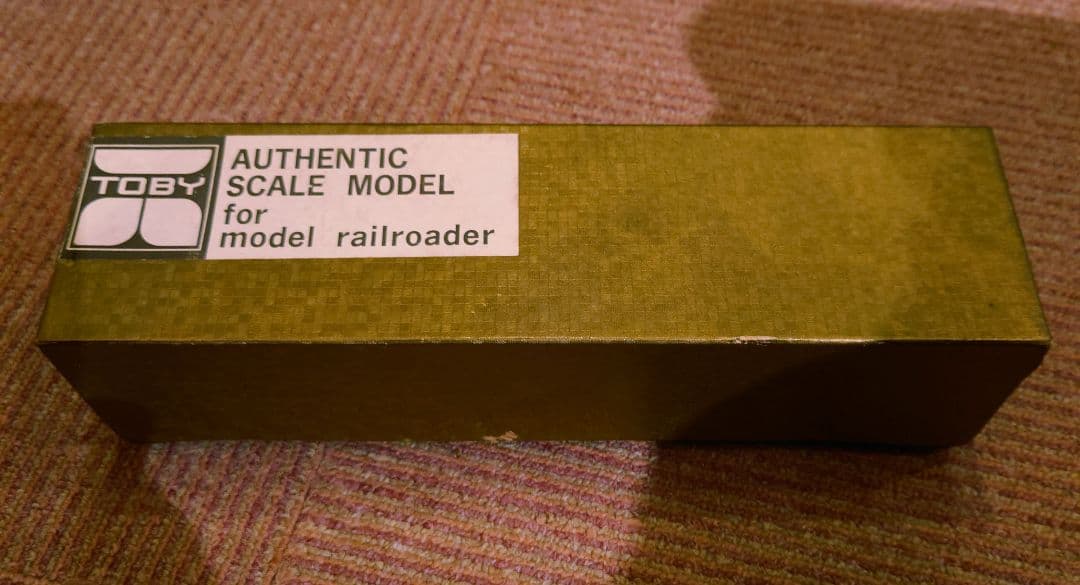 TOBY
AUTHENTIC
SCALE MODEL
for
model railroader